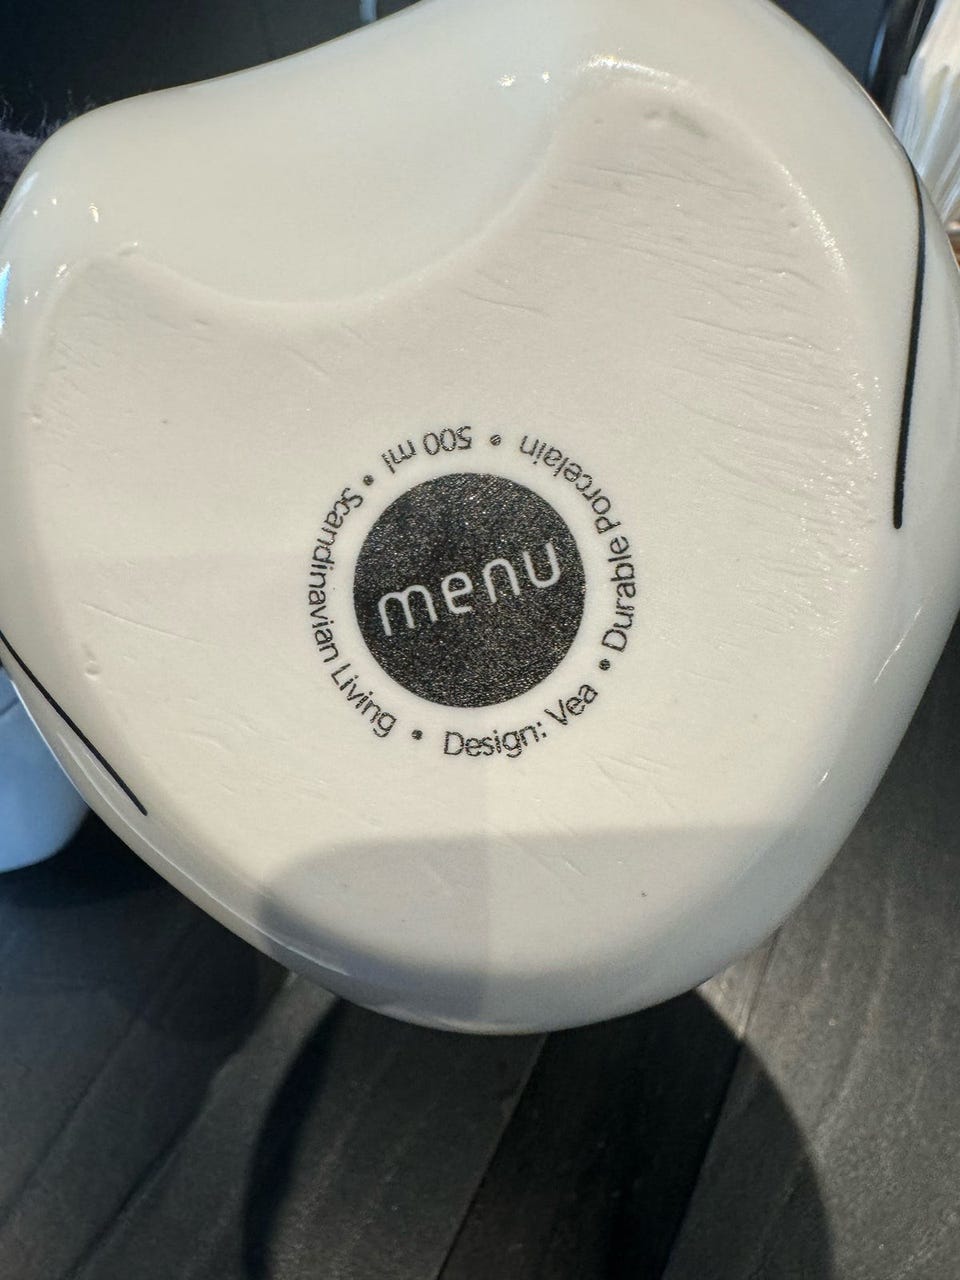 menu
Scandinavian Living • Design: Vea • Durable Porcelain • 500 ml •